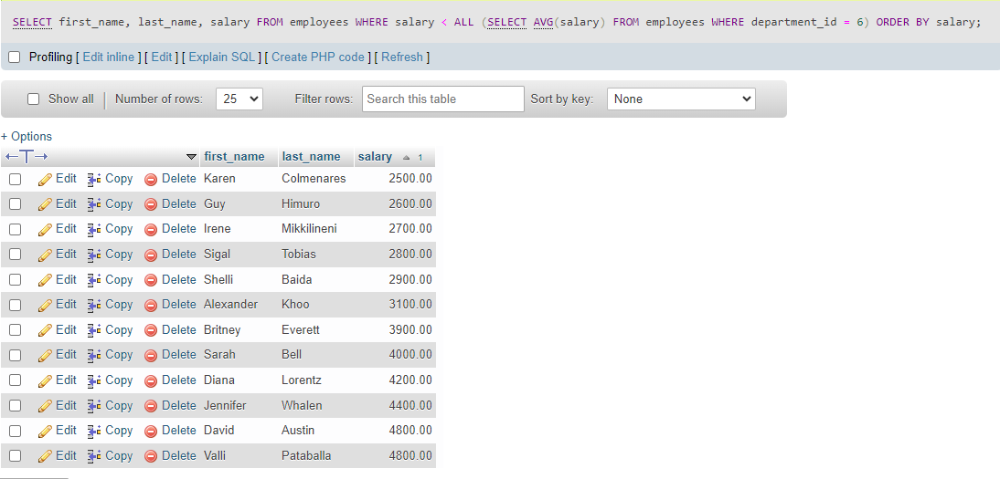 SELECT first_name, last_name, salary FROM employees WHERE salary < ALL (SELECT AVG(salary) FROM employees WHERE department_id = 6) ORDER BY salary;
Profiling [ Edit inline ] [ Edit ] [ Explain SQL ] [ Create PHP code ] [ Refresh ]
Show all Number of rows: 25 Filter rows: Search this table Sort by key: None
+ Options
first_name last_name salary 1
Edit Copy Delete Karen Colmenares 2500.00
Edit Copy Delete Guy Himuro 2600.00
Edit Copy Delete Irene Mikkilineni 2700.00
Edit Copy Delete Sigal Tobias 2800.00
Edit Copy Delete Shelli Baida 2900.00
Edit Copy Delete Alexander Khoo 3100.00
Edit Copy Delete Britney Everett 3900.00
Edit Copy Delete Sarah Bell 4000.00
Edit Copy Delete Diana Lorentz 4200.00
Edit Copy Delete Jennifer Whalen 4400.00
Edit Copy Delete David Austin 4800.00
Edit Copy Delete Valli Pataballa 4800.00